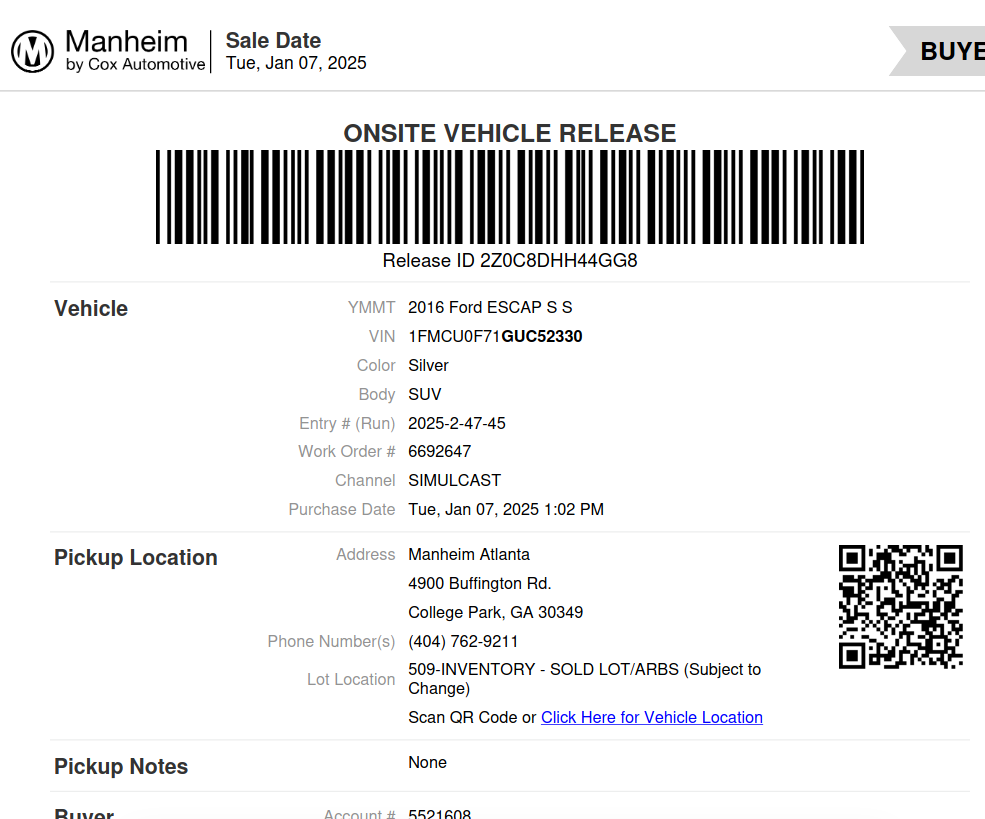 Manheim
by Cox Automotive
Sale Date
Tue, Jan 07, 2025
BUYE
ONSITE VEHICLE RELEASE
Release ID 2Z0C8DHH44GG8
Vehicle
YMMT 2016 Ford ESCAP S S
VIN 1FMCU0F71GUC52330
Color Silver
Body SUV
Entry # (Run) 2025-2-47-45
Work Order # 6692647
Channel SIMULCAST
Purchase Date Tue, Jan 07, 2025 1:02 PM
Pickup Location
Address Manheim Atlanta
4900 Buffington Rd.
College Park, GA 30349
Phone Number(s) (404) 762-9211
Lot Location 509-INVENTORY - SOLD LOT/ARBS (Subject to
Change)
Scan QR Code or Click Here for Vehicle Location
Pickup Notes None
Buyer Account # 5521608